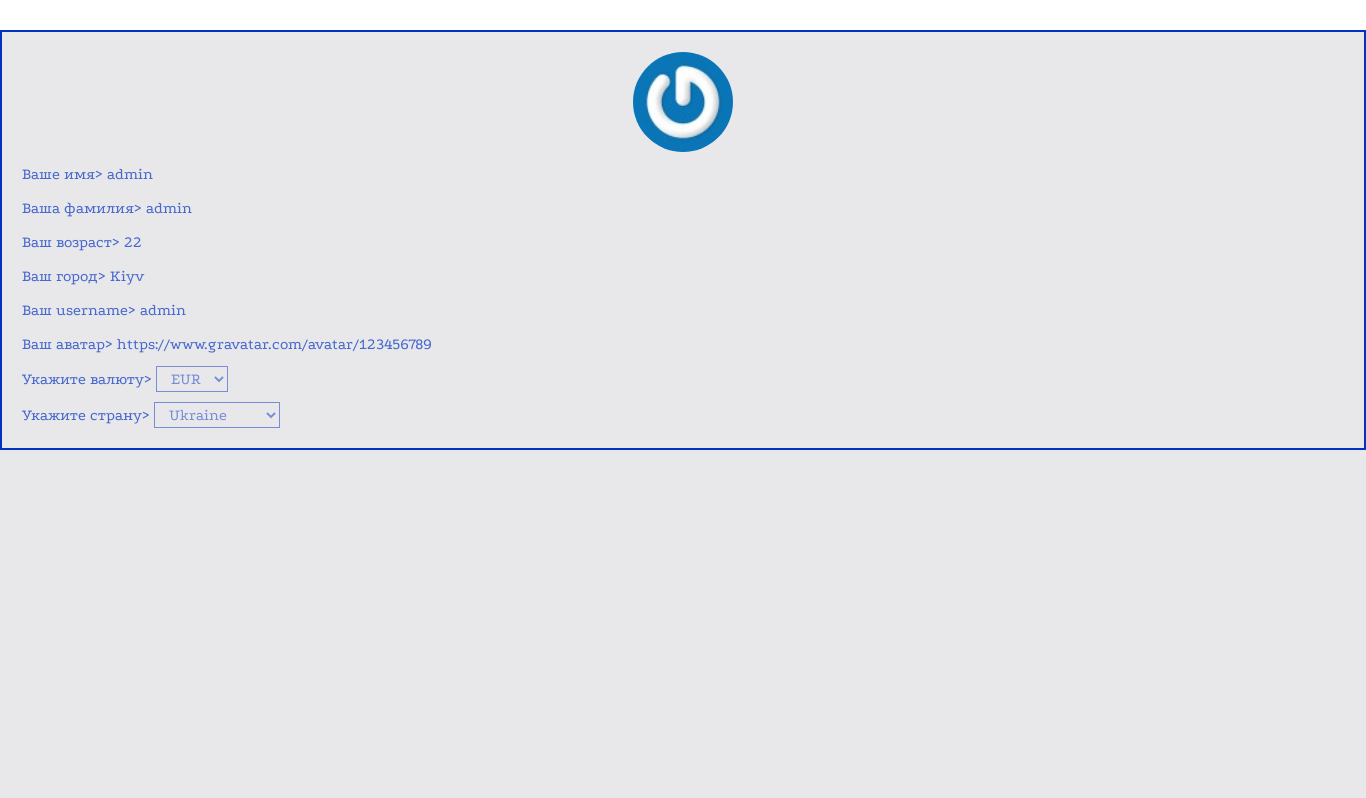 Ваше имя> admin
Ваша фамилия> admin
Ваш возраст> 22
Ваш город> Kiyv
Ваш username> admin
Ваш аватар> https://www.gravatar.com/avatar/123456789
Укажите валюту> EUR
Укажите страну> Ukraine